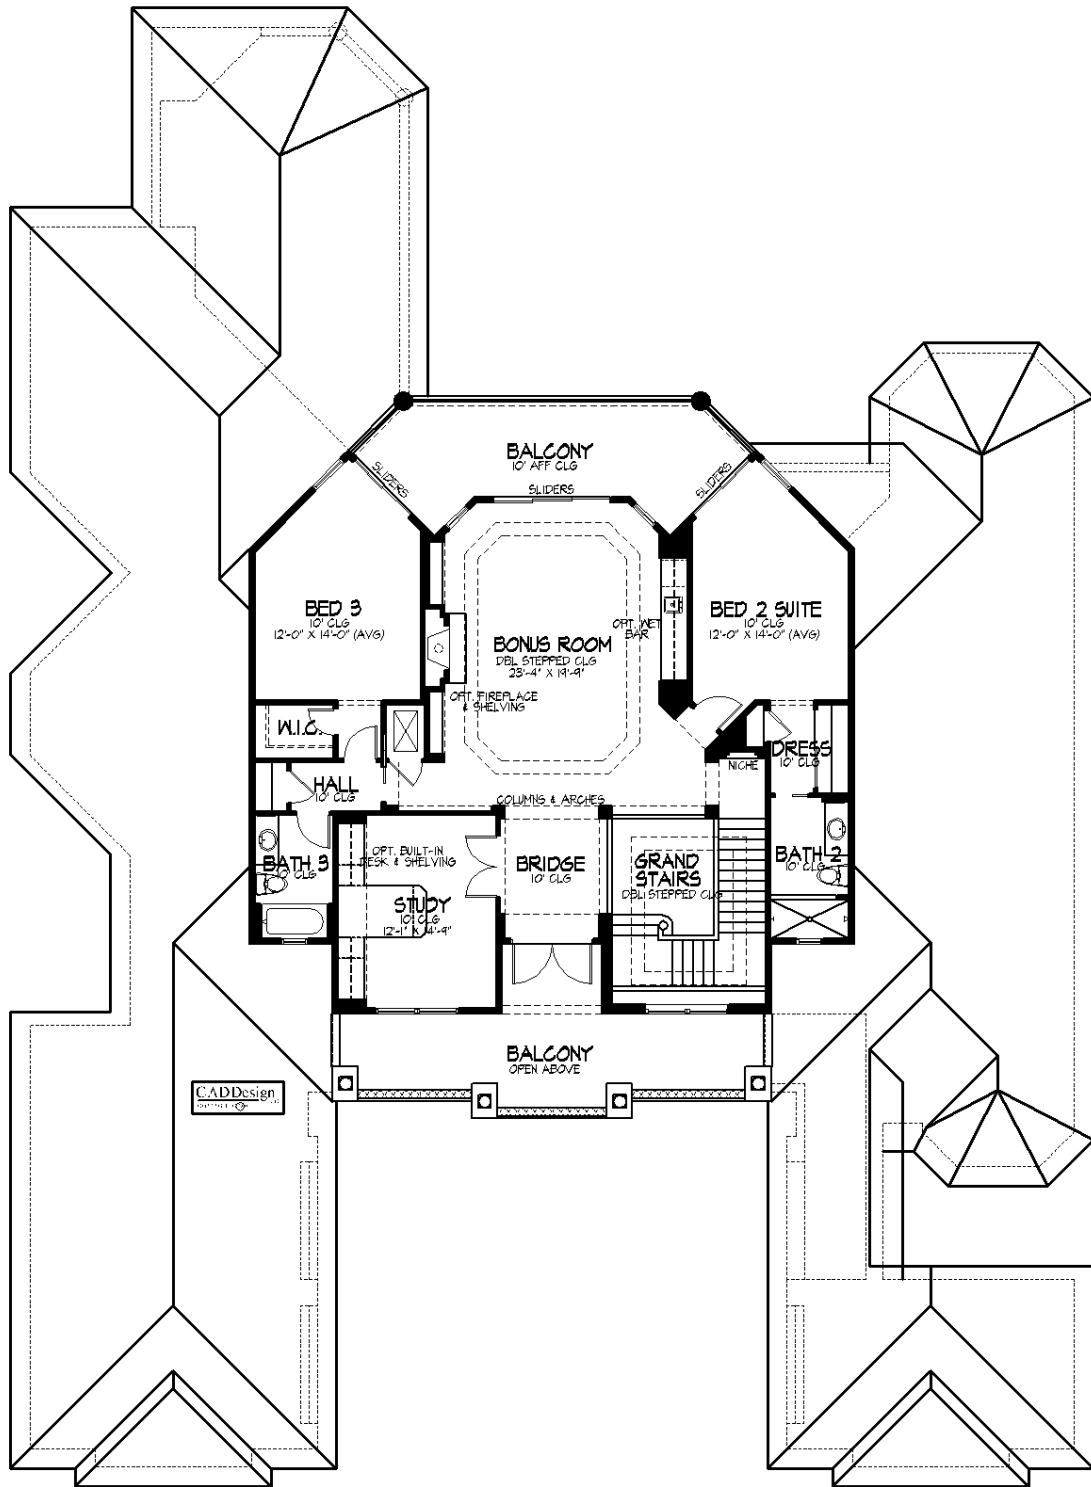 BALCONY
10' AFF CLG
SLIDERS
SLIDERS
SLIDERS
BED 3
10' CLG
12'-0" X 14'-0" (AVG)
BONUS ROOM
DBL STEPPED CLG
23'-4" X 19'-9"
OPT. WET
BAR
BED 2 SUITE
10' CLG
12'-0" X 14'-0" (AVG)
OPT. FIREPLACE
& SHELVING
W.I.C.
HALL
10' CLG
DRESS
10' CLG
NICHE
COLUMNS & ARCHES
BATH 3
10' CLG
OPT. BUILT-IN
DESK & SHELVING
STUDY
10' CLG
12'-1" X 14'-9"
BRIDGE
10' CLG
GRAND
STAIRS
DBL STEPPED CLG
BATH 2
10' CLG
BALCONY
OPEN ABOVE
CADDesign